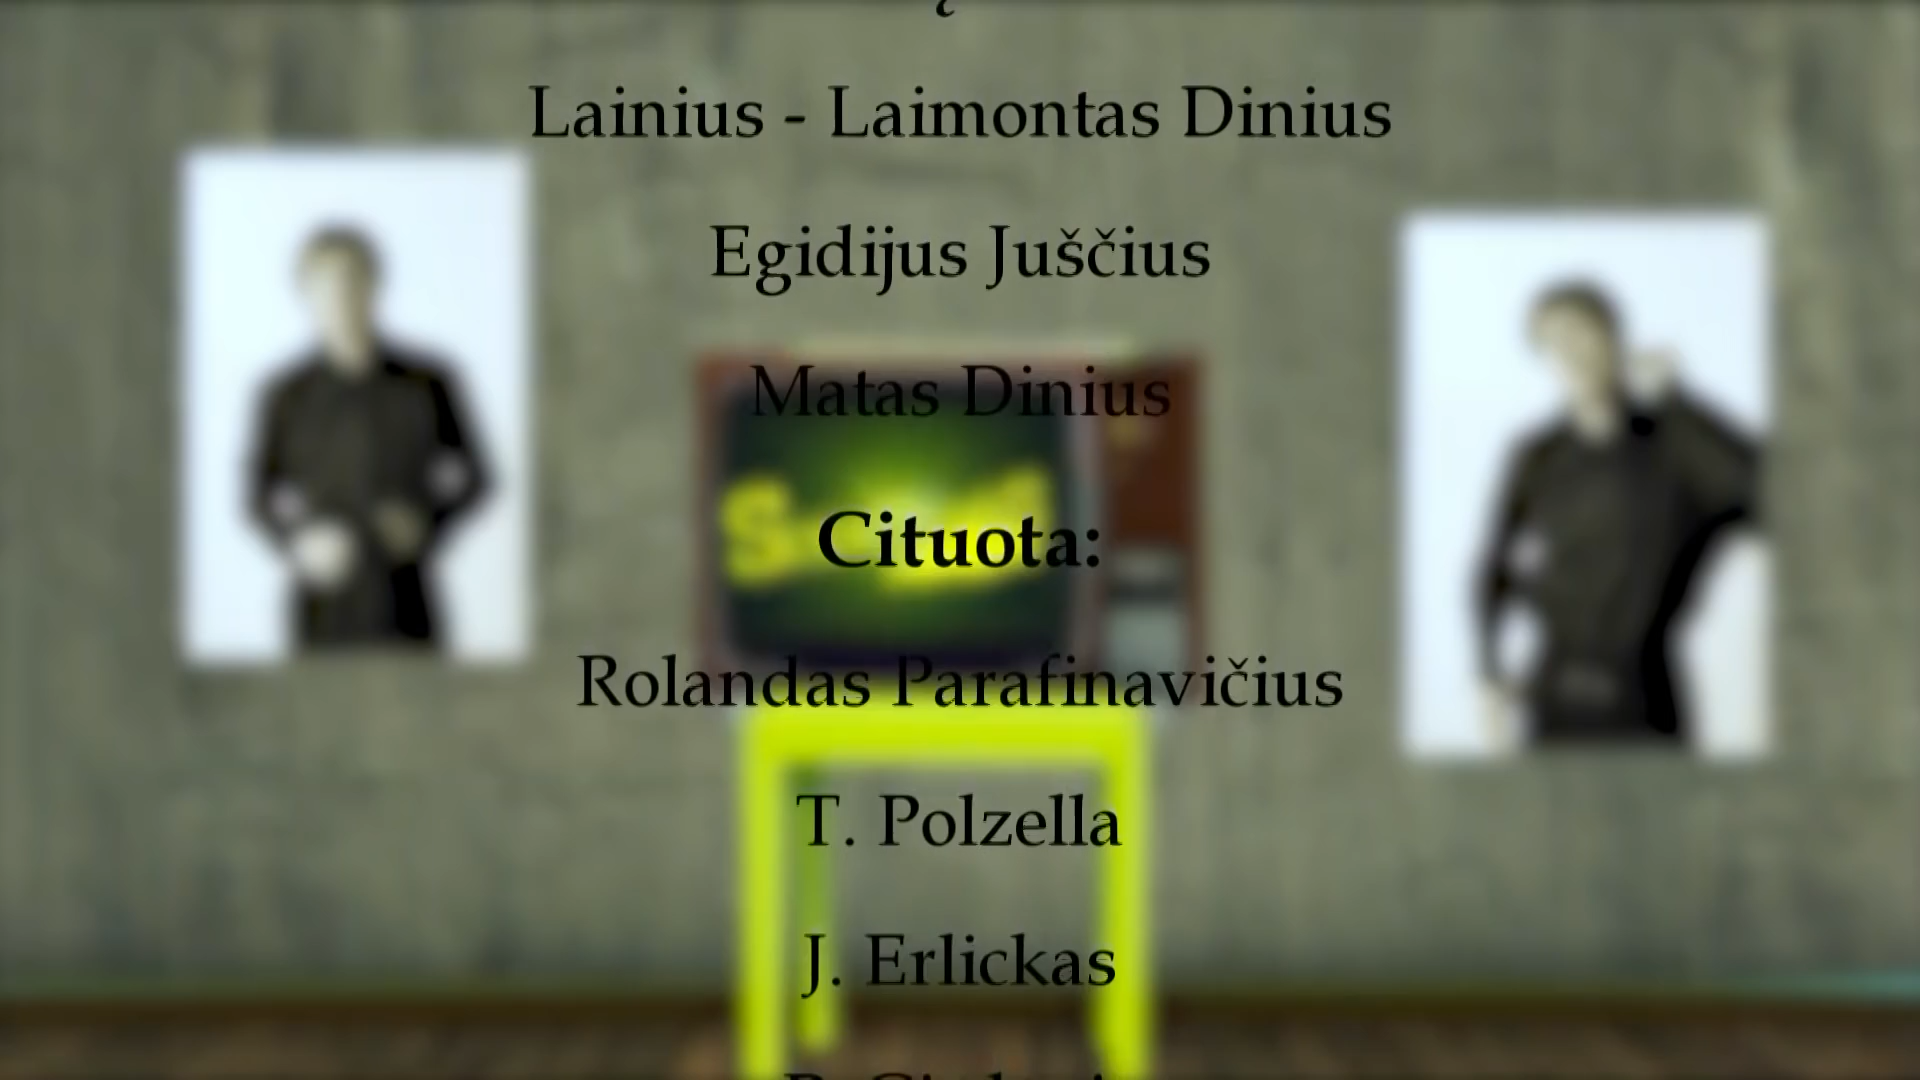 Lainius - Laimontas Dinius
Egidijus Juščius
Matas Dinius
Cituota:
Rolandas Parafinavičius
T. Polzella
J. Erlickas